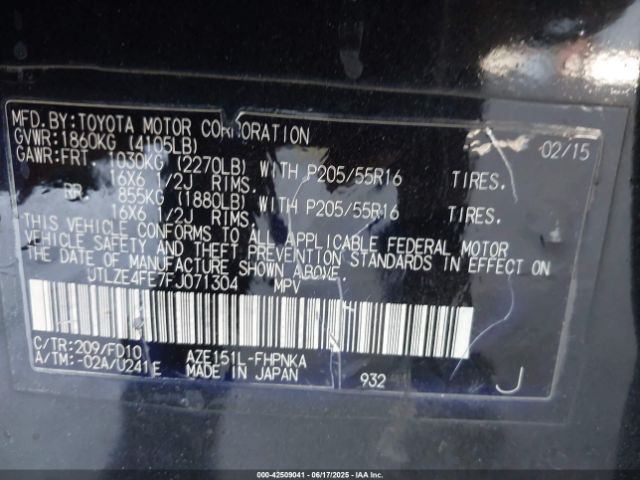 MFD.BY:TOYOTA MOTOR CORPORATION 02/15
GVWR:1860KG (4105LB)
GAWR:FRT 1030KG (2270LB) WITH P205/55R16 TIRES.
16X6 1/2J RIMS.
RR 855KG (1880LB) WITH P205/55R16 TIRES.
16X6 1/2J RIMS.
THIS VEHICLE CONFORMS TO ALL APPLICABLE FEDERAL MOTOR
VEHICLE SAFETY AND THEFT PREVENTION STANDARDS IN EFFECT ON
THE DATE OF MANUFACTURE SHOWN ABOVE.
JTLZE4FE7FJ071304 MPV
C/TR:209/FD10 AZE151L-FHPNKA
A/TM:-02A/U241E MADE IN JAPAN 932 J
000-42509041 - 06/17/2025 - IAA Inc.